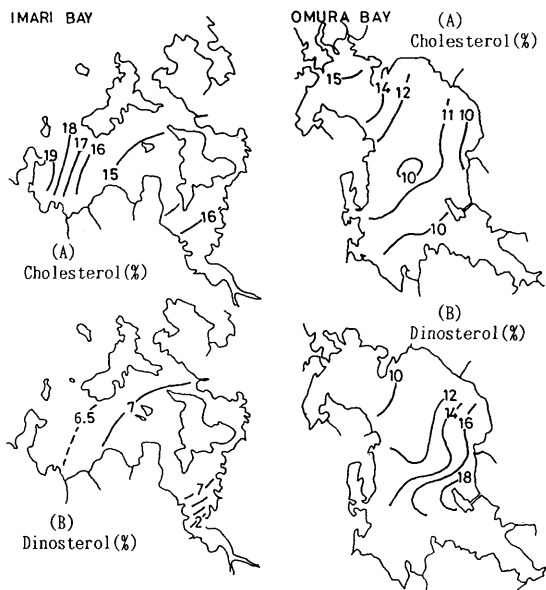 IMARI BAY
19
18
17
16
15
16
(A)
Cholesterol(%)
6.5
7
7
2
(B)
Dinosterol(%)
OMURA BAY
(A)
Cholesterol(%)
15
14
12
11
10
10
10
(B)
Dinosterol(%)
10
12
14
16
18